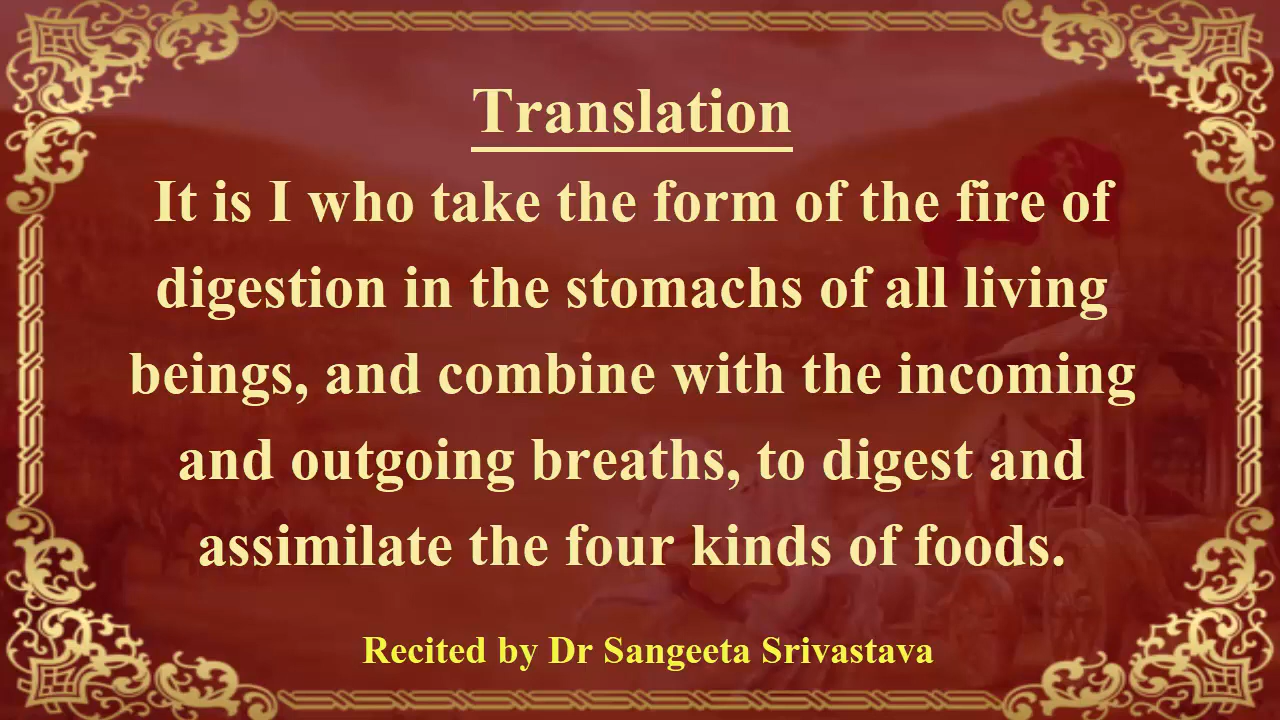 Translation
It is I who take the form of the fire of
digestion in the stomachs of all living
beings, and combine with the incoming
and outgoing breaths, to digest and
assimilate the four kinds of foods.
Recited by Dr Sangeeta Srivastava